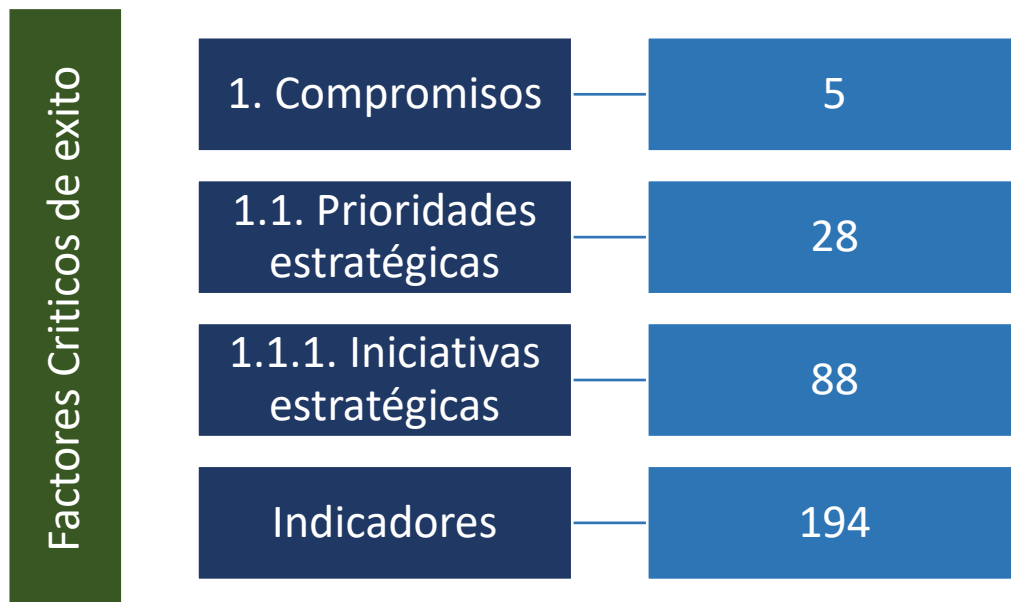 Factores Criticos de exito
1. Compromisos
5
1.1. Prioridades
estratégicas
28
1.1.1. Iniciativas
estratégicas
88
Indicadores
194